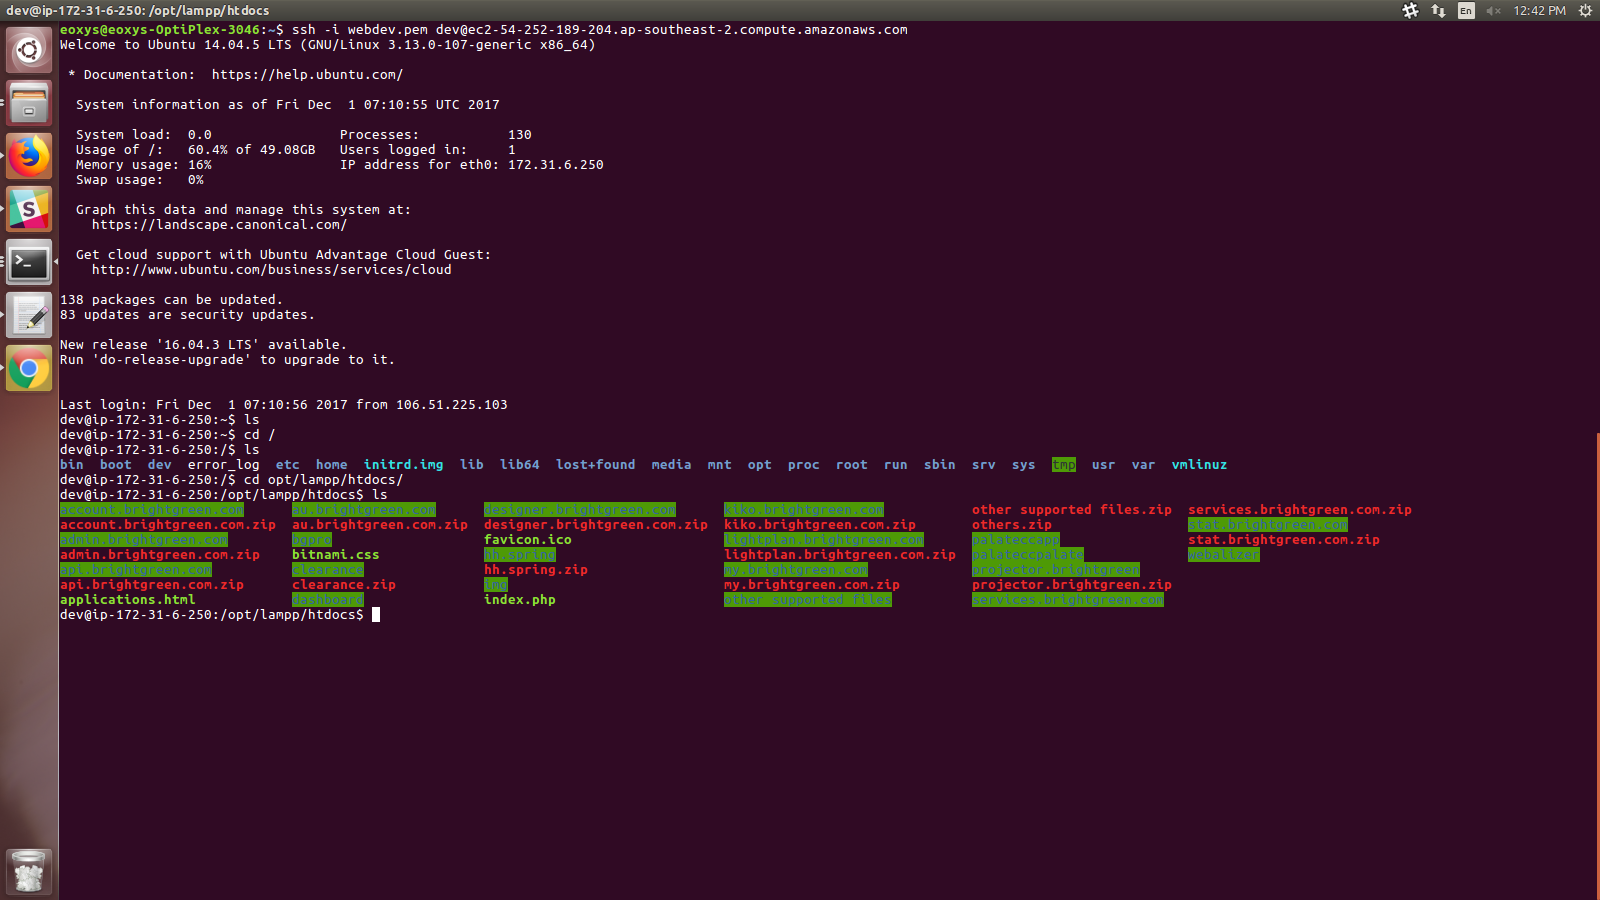 dev@ip-172-31-6-250: /opt/lampp/htdocs
En 12:42 PM
eoxys@eoxys-OptiPlex-3046:~$ ssh -i webdev.pem dev@ec2-54-252-189-204.ap-southeast-2.compute.amazonaws.com
Welcome to Ubuntu 14.04.5 LTS (GNU/Linux 3.13.0-107-generic x86_64)
* Documentation:  https://help.ubuntu.com/
System information as of Fri Dec  1 07:10:55 UTC 2017
System load:  0.0                Processes:           130
Usage of /:   60.4% of 49.08GB   Users logged in:     1
Memory usage: 16%                IP address for eth0: 172.31.6.250
Swap usage:   0%
Graph this data and manage this system at:
https://landscape.canonical.com/
Get cloud support with Ubuntu Advantage Cloud Guest:
http://www.ubuntu.com/business/services/cloud
138 packages can be updated.
83 updates are security updates.
New release '16.04.3 LTS' available.
Run 'do-release-upgrade' to upgrade to it.
Last login: Fri Dec  1 07:10:56 2017 from 106.51.225.103
dev@ip-172-31-6-250:~$ ls
dev@ip-172-31-6-250:~$ cd /
dev@ip-172-31-6-250:/$ ls
bin  boot  dev  error_log  etc  home  initrd.img  lib  lib64  lost+found  media  mnt  opt  proc  root  run  sbin  srv  sys  tmp  usr  var  vmlinuz
dev@ip-172-31-6-250:/$ cd opt/lampp/htdocs/
dev@ip-172-31-6-250:/opt/lampp/htdocs$ ls
account.brightgreen.com      au.brightgreen.com      designer.brightgreen.com      kiko.brightgreen.com           other supported files.zip  services.brightgreen.com.zip
account.brightgreen.com.zip  au.brightgreen.com.zip  designer.brightgreen.com.zip  kiko.brightgreen.com.zip       others.zip                 stat.brightgreen.com
admin.brightgreen.com        bgpro                   favicon.ico                   lightplan.brightgreen.com      palateccapp                stat.brightgreen.com.zip
admin.brightgreen.com.zip    bitnami.css             hh.spring                     lightplan.brightgreen.com.zip  palateccpalate             webalizer
api.brightgreen.com          clearance               hh.spring.zip                 my.brightgreen.com             projector.brightgreen
api.brightgreen.com.zip      clearance.zip           img                           my.brightgreen.com.zip         projector.brightgreen.zip
applications.html            dashboard               index.php                     other supported files          services.brightgreen.com
dev@ip-172-31-6-250:/opt/lampp/htdocs$